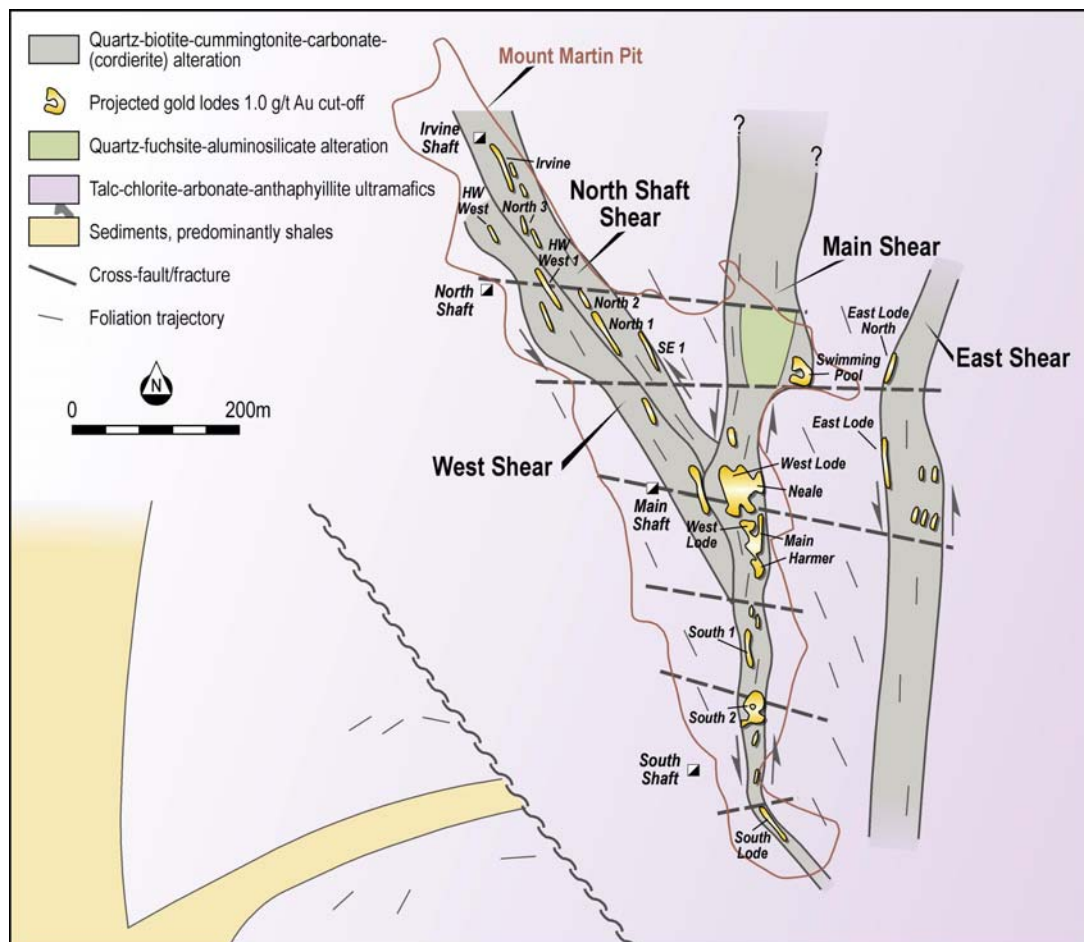 Quartz-biotite-cummingtonite-carbonate-
(cordierite) alteration
Projected gold lodes 1.0 g/t Au cut-off
Quartz-fuchsite-aluminosilicate alteration
Talc-chlorite-arbonate-anthaphyillite ultramafics
Sediments, predominantly shales
Cross-fault/fracture
Foliation trajectory
N
0
200m
Mount Martin Pit
Irvine
Shaft
Irvine
HW
West
North 3
North Shaft
Shear
HW
West 1
North
Shaft
North 2
North 1
SE 1
?
?
Main Shear
East Lode
North
Swimming
Pool
East Shear
East Lode
West Shear
West Lode
Neale
Main
Shaft
West
Lode
Main
Harmer
South 1
South 2
South
Shaft
South
Lode